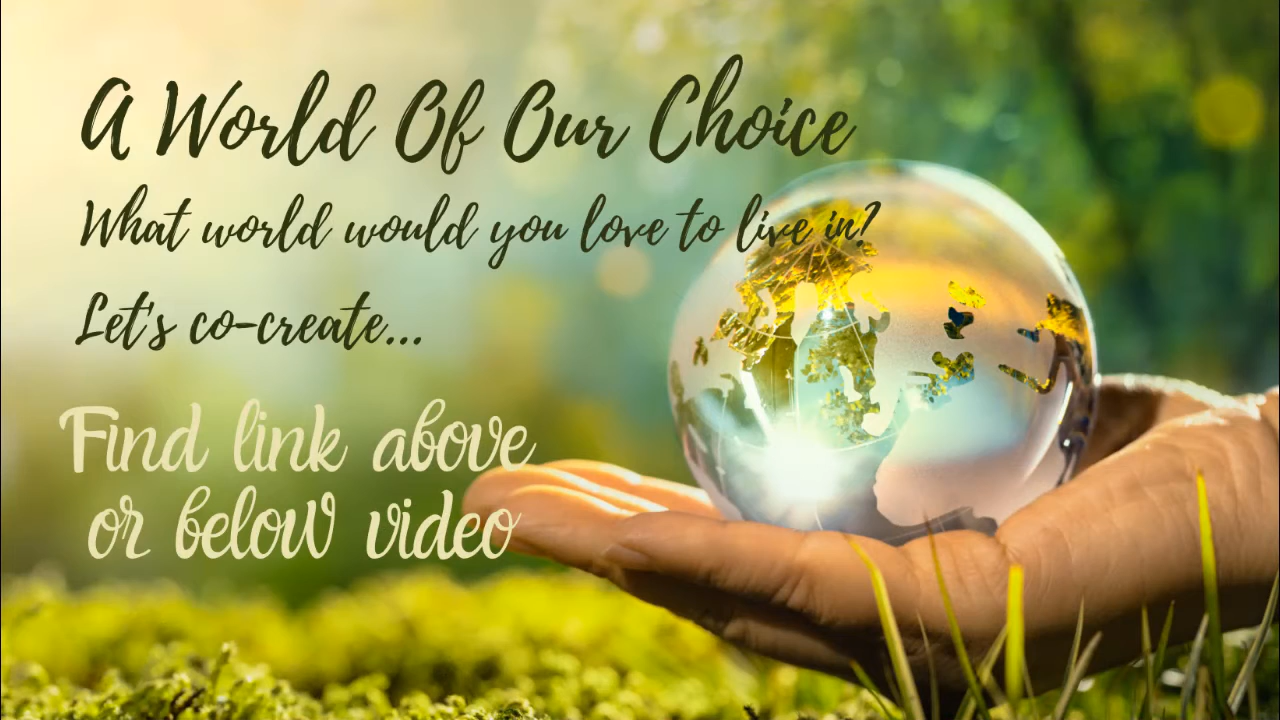 A World Of Our Choice
What world would you love to live in?
Let's co-create...
Find link above
or below video